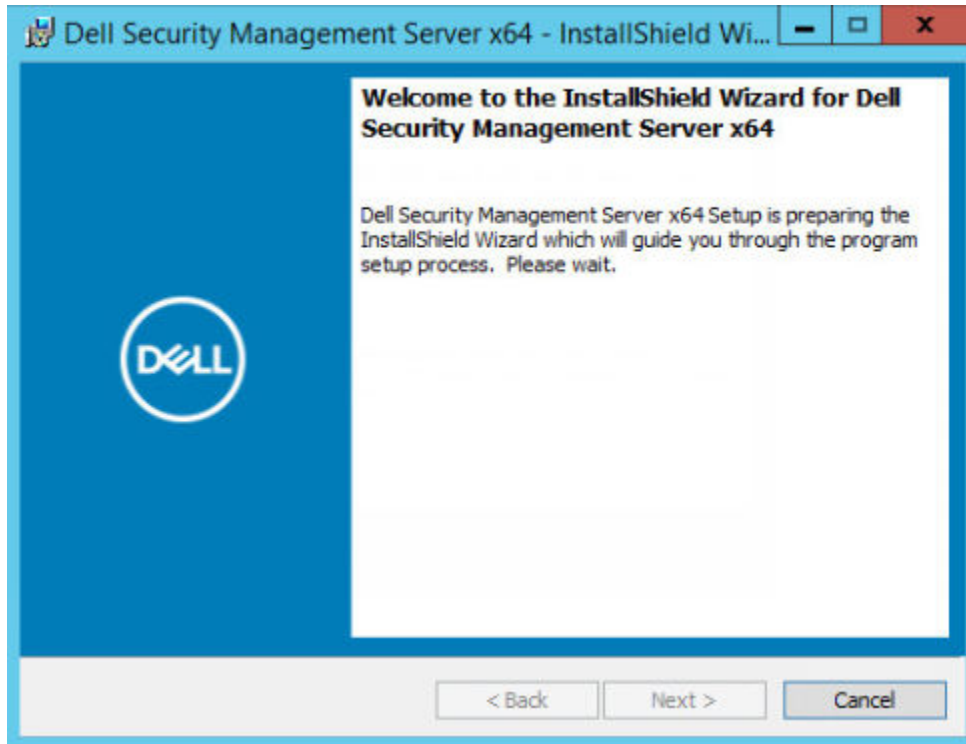 Dell Security Management Server x64 - InstallShield Wi...
Welcome to the InstallShield Wizard for Dell
Security Management Server x64
Dell Security Management Server x64 Setup is preparing the
InstallShield Wizard which will guide you through the program
setup process. Please wait.
DELL
< Back
Next >
Cancel